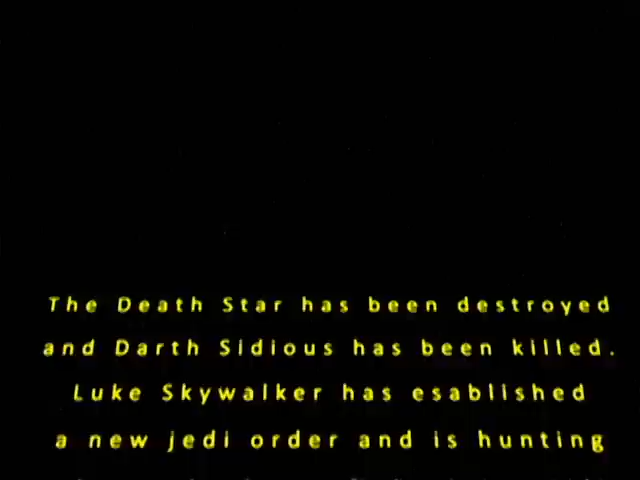 The Death Star has been destroyed
and Darth Sidious has been killed.
Luke Skywalker has esablished
a new jedi order and is hunting